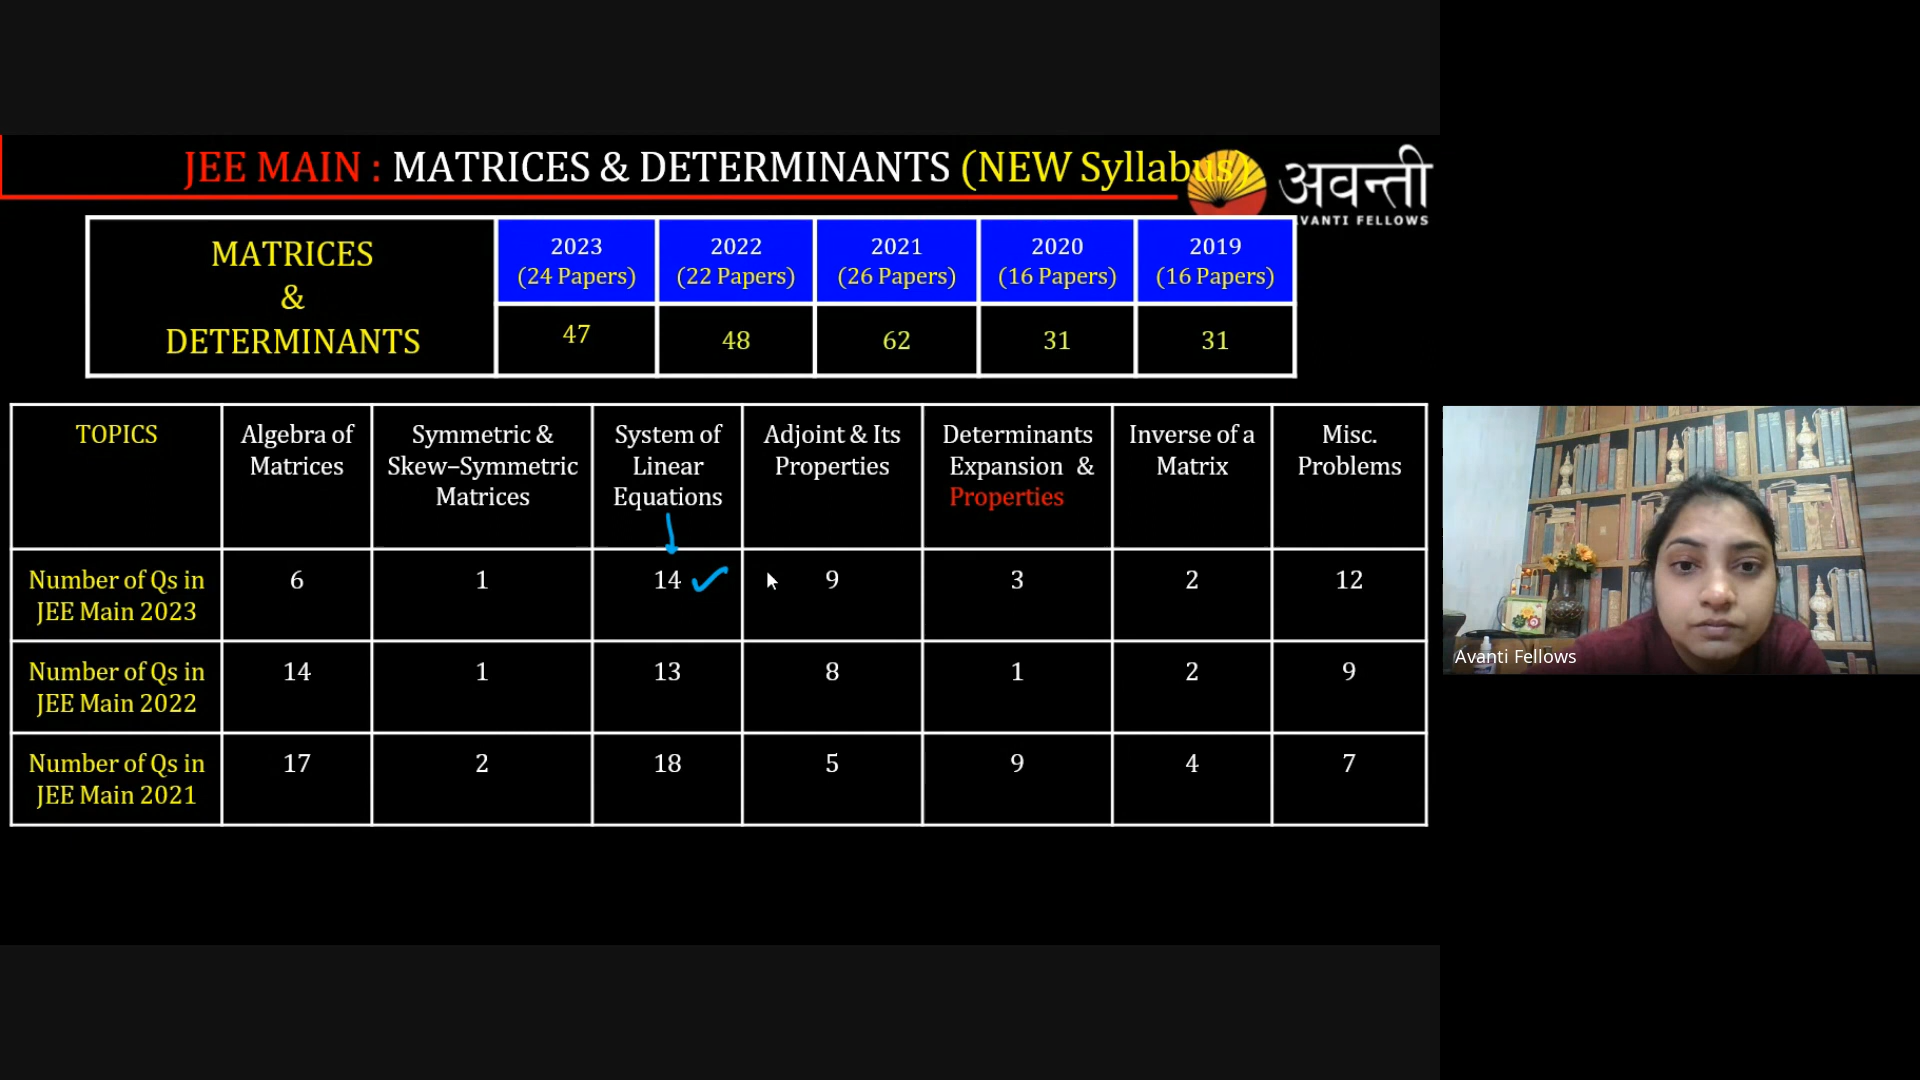 JEE MAIN : MATRICES & DETERMINANTS (NEW Syllabus)
अवन्ती
AVANTI FELLOWS
MATRICES
&
DETERMINANTS
2023
(24 Papers)
2022
(22 Papers)
2021
(26 Papers)
2020
(16 Papers)
2019
(16 Papers)
47 48 62 31 31
TOPICS
Algebra of
Matrices
Symmetric &
Skew–Symmetric
Matrices
System of
Linear
Equations
Adjoint & Its
Properties
Determinants
Expansion &
Properties
Inverse of a
Matrix
Misc.
Problems
Number of Qs in
JEE Main 2023
6 1 14 9 3 2 12
Number of Qs in
JEE Main 2022
14 1 13 8 1 2 9
Number of Qs in
JEE Main 2021
17 2 18 5 9 4 7
Avanti Fellows